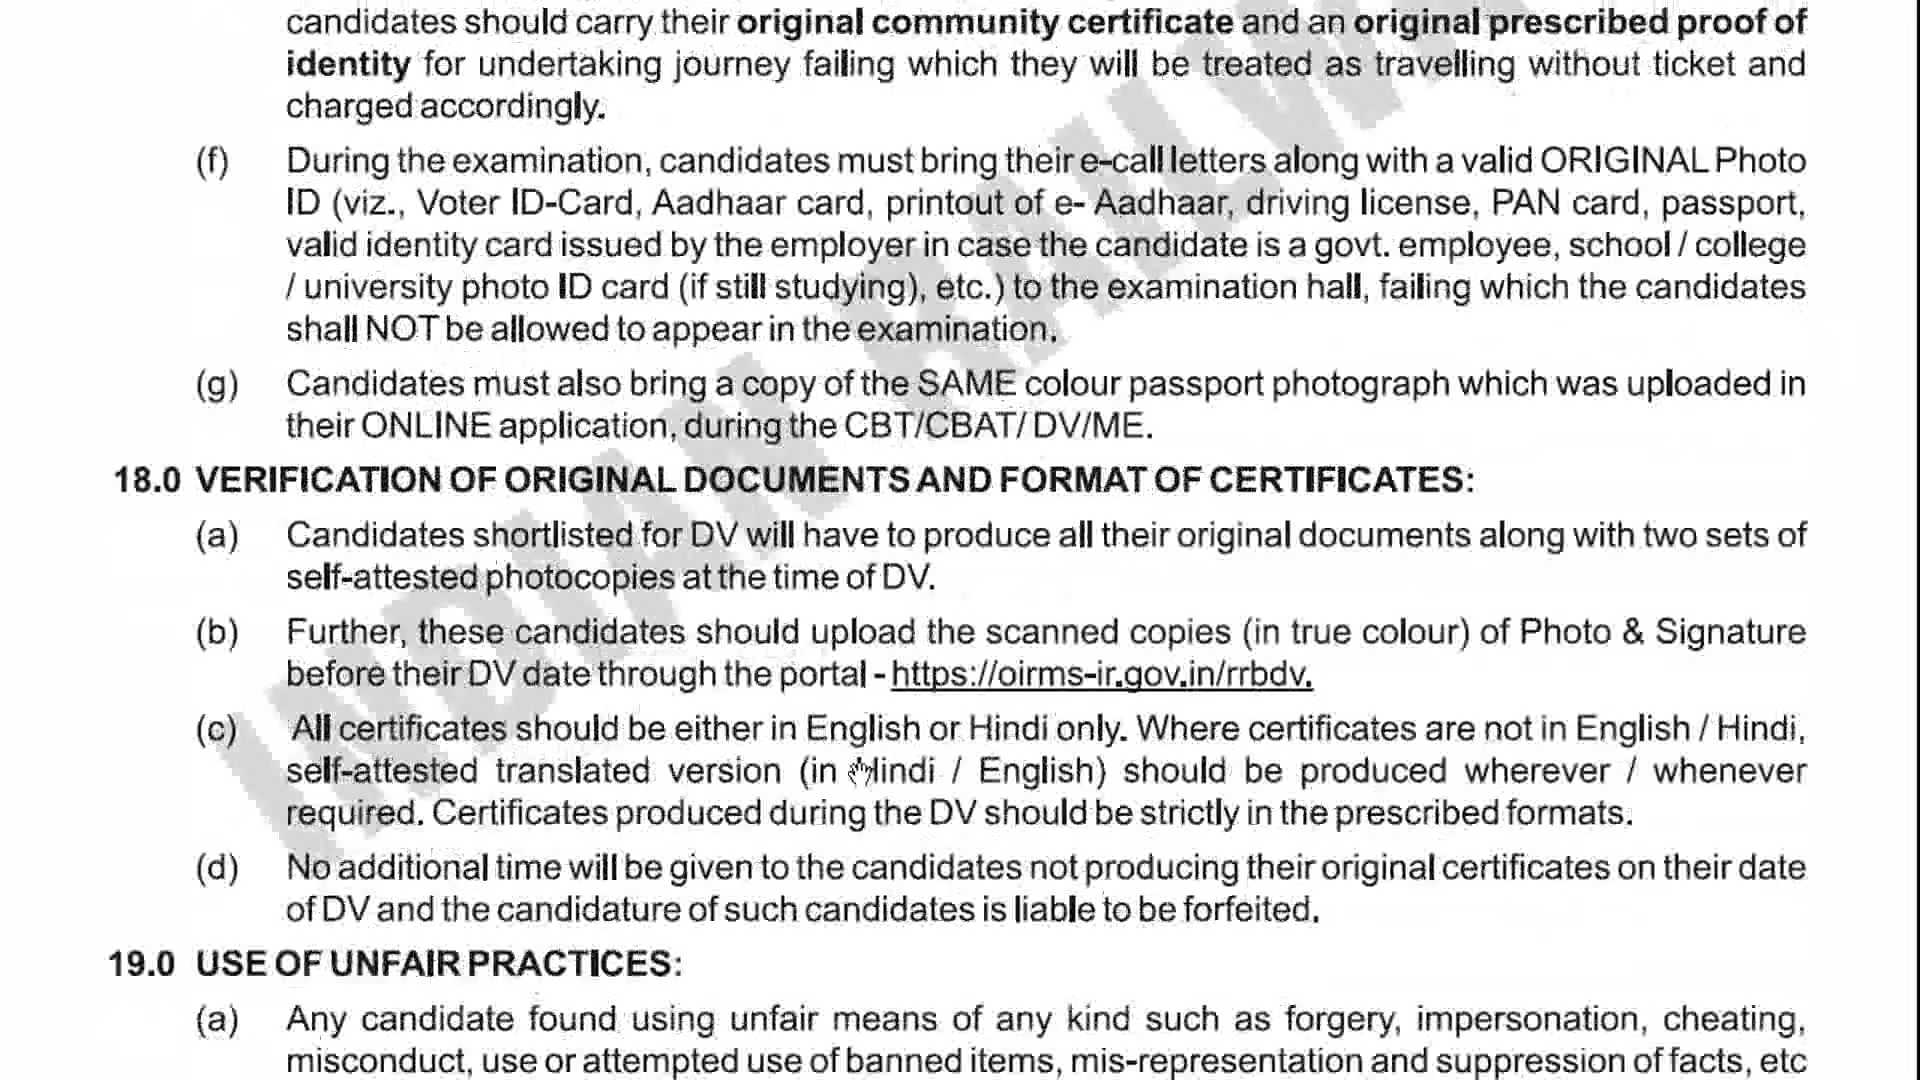 candidates should carry their original community certificate and an original prescribed proof of
identity for undertaking journey failing which they will be treated as travelling without ticket and
charged accordingly.
(f) During the examination, candidates must bring their e-call letters along with a valid ORIGINAL Photo
ID (viz., Voter ID-Card, Aadhaar card, printout of e- Aadhaar, driving license, PAN card, passport,
valid identity card issued by the employer in case the candidate is a govt. employee, school / college
/ university photo ID card (if still studying), etc.) to the examination hall, failing which the candidates
shall NOT be allowed to appear in the examination.
(g) Candidates must also bring a copy of the SAME colour passport photograph which was uploaded in
their ONLINE application, during the CBT/CBAT/ DV/ME.
18.0 VERIFICATION OF ORIGINAL DOCUMENTS AND FORMAT OF CERTIFICATES:
(a) Candidates shortlisted for DV will have to produce all their original documents along with two sets of
self-attested photocopies at the time of DV.
(b) Further, these candidates should upload the scanned copies (in true colour) of Photo & Signature
before their DV date through the portal - https://oirms-ir.gov.in/rrbdv.
(c) All certificates should be either in English or Hindi only. Where certificates are not in English / Hindi,
self-attested translated version (in Hindi / English) should be produced wherever / whenever
required. Certificates produced during the DV should be strictly in the prescribed formats.
(d) No additional time will be given to the candidates not producing their original certificates on their date
of DV and the candidature of such candidates is liable to be forfeited.
19.0 USE OF UNFAIR PRACTICES:
(a) Any candidate found using unfair means of any kind such as forgery, impersonation, cheating,
misconduct, use or attempted use of banned items, mis-representation and suppression of facts, etc
INDIAN